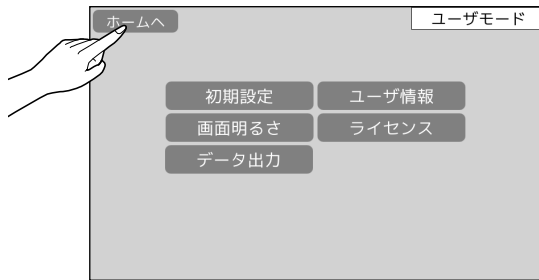 ホームへ
ユーザモード
初期設定
ユーザ情報
画面明るさ
ライセンス
データ出力